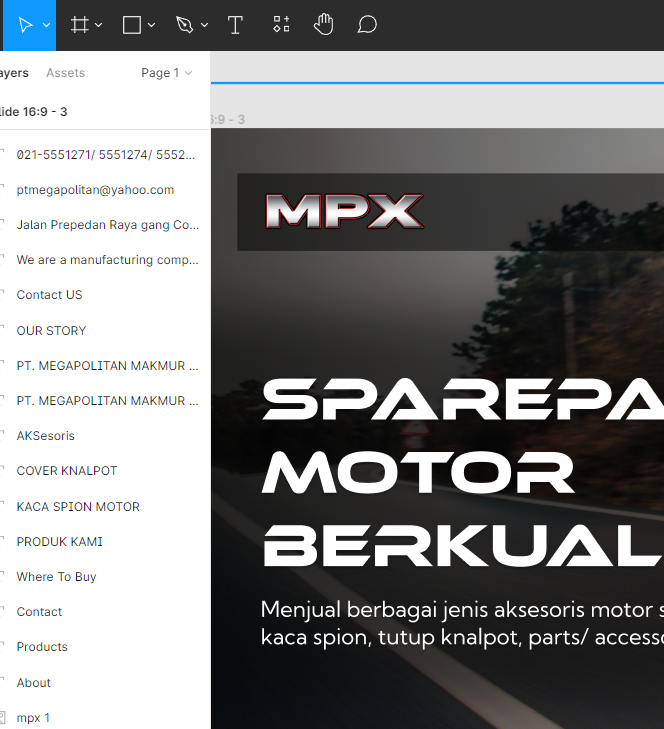 ayers Assets Page 1
lide 16:9 - 3
021-5551271/ 5551274/ 5552...
ptmegapolitan@yahoo.com
Jalan Prepedan Raya gang Co...
We are a manufacturing comp...
Contact US
OUR STORY
PT. MEGAPOLITAN MAKMUR ...
PT. MEGAPOLITAN MAKMUR ...
AKSesoris
COVER KNALPOT
KACA SPION MOTOR
PRODUK KAMI
Where To Buy
Contact
Products
About
mpx 1
6:9 - 3
MPX
SPAREPA
MOTOR
BERKUAL
Menjual berbagai jenis aksesoris motor s
kaca spion, tutup knalpot, parts/ accesso